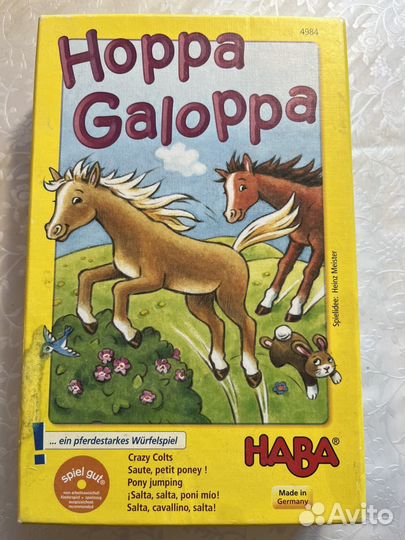 4984
Hoppa
Galoppa
Spielidee: Heinz Meister
! ... ein pferdestarkes Würfelspiel
HABA®
Crazy Colts
Saute, petit poney !
Pony jumping
¡Salta, salta, poni mío!
Salta, cavallino, salta!
spiel gut®
Made in
Germany
Avito